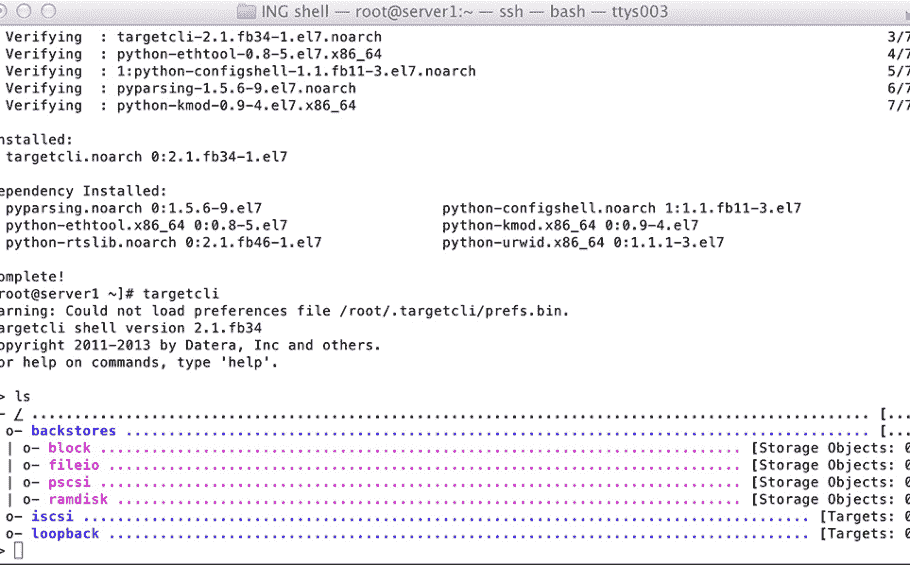 ING shell — root@server1:~ — ssh — bash — ttys003
Verifying  : targetcli-2.1.fb34-1.el7.noarch 3/7
Verifying  : python-ethtool-0.8-5.el7.x86_64 4/7
Verifying  : 1:python-configshell-1.1.fb11-3.el7.noarch 5/7
Verifying  : pyparsing-1.5.6-9.el7.noarch 6/7
Verifying  : python-kmod-0.9-4.el7.x86_64 7/7
nstalled:
targetcli.noarch 0:2.1.fb34-1.el7
ependency Installed:
pyparsing.noarch 0:1.5.6-9.el7 python-configshell.noarch 1:1.1.fb11-3.el7
python-ethtool.x86_64 0:0.8-5.el7 python-kmod.x86_64 0:0.9-4.el7
python-rtslib.noarch 0:2.1.fb46-1.el7 python-urwid.x86_64 0:1.1.1-3.el7
omplete!
root@server1 ~]# targetcli
arning: Could not load preferences file /root/.targetcli/prefs.bin.
argetcli shell version 2.1.fb34
opyright 2011-2013 by Datera, Inc and others.
or help on commands, type 'help'.
> ls
- / ................................................................................................. [...
o- backstores ...................................................................................... [...
| o- block .......................................................................... [Storage Objects: 0
| o- fileio ......................................................................... [Storage Objects: 0
| o- pscsi .......................................................................... [Storage Objects: 0
| o- ramdisk ........................................................................ [Storage Objects: 0
o- iscsi .................................................................................... [Targets: 0
o- loopback ................................................................................. [Targets: 0
>